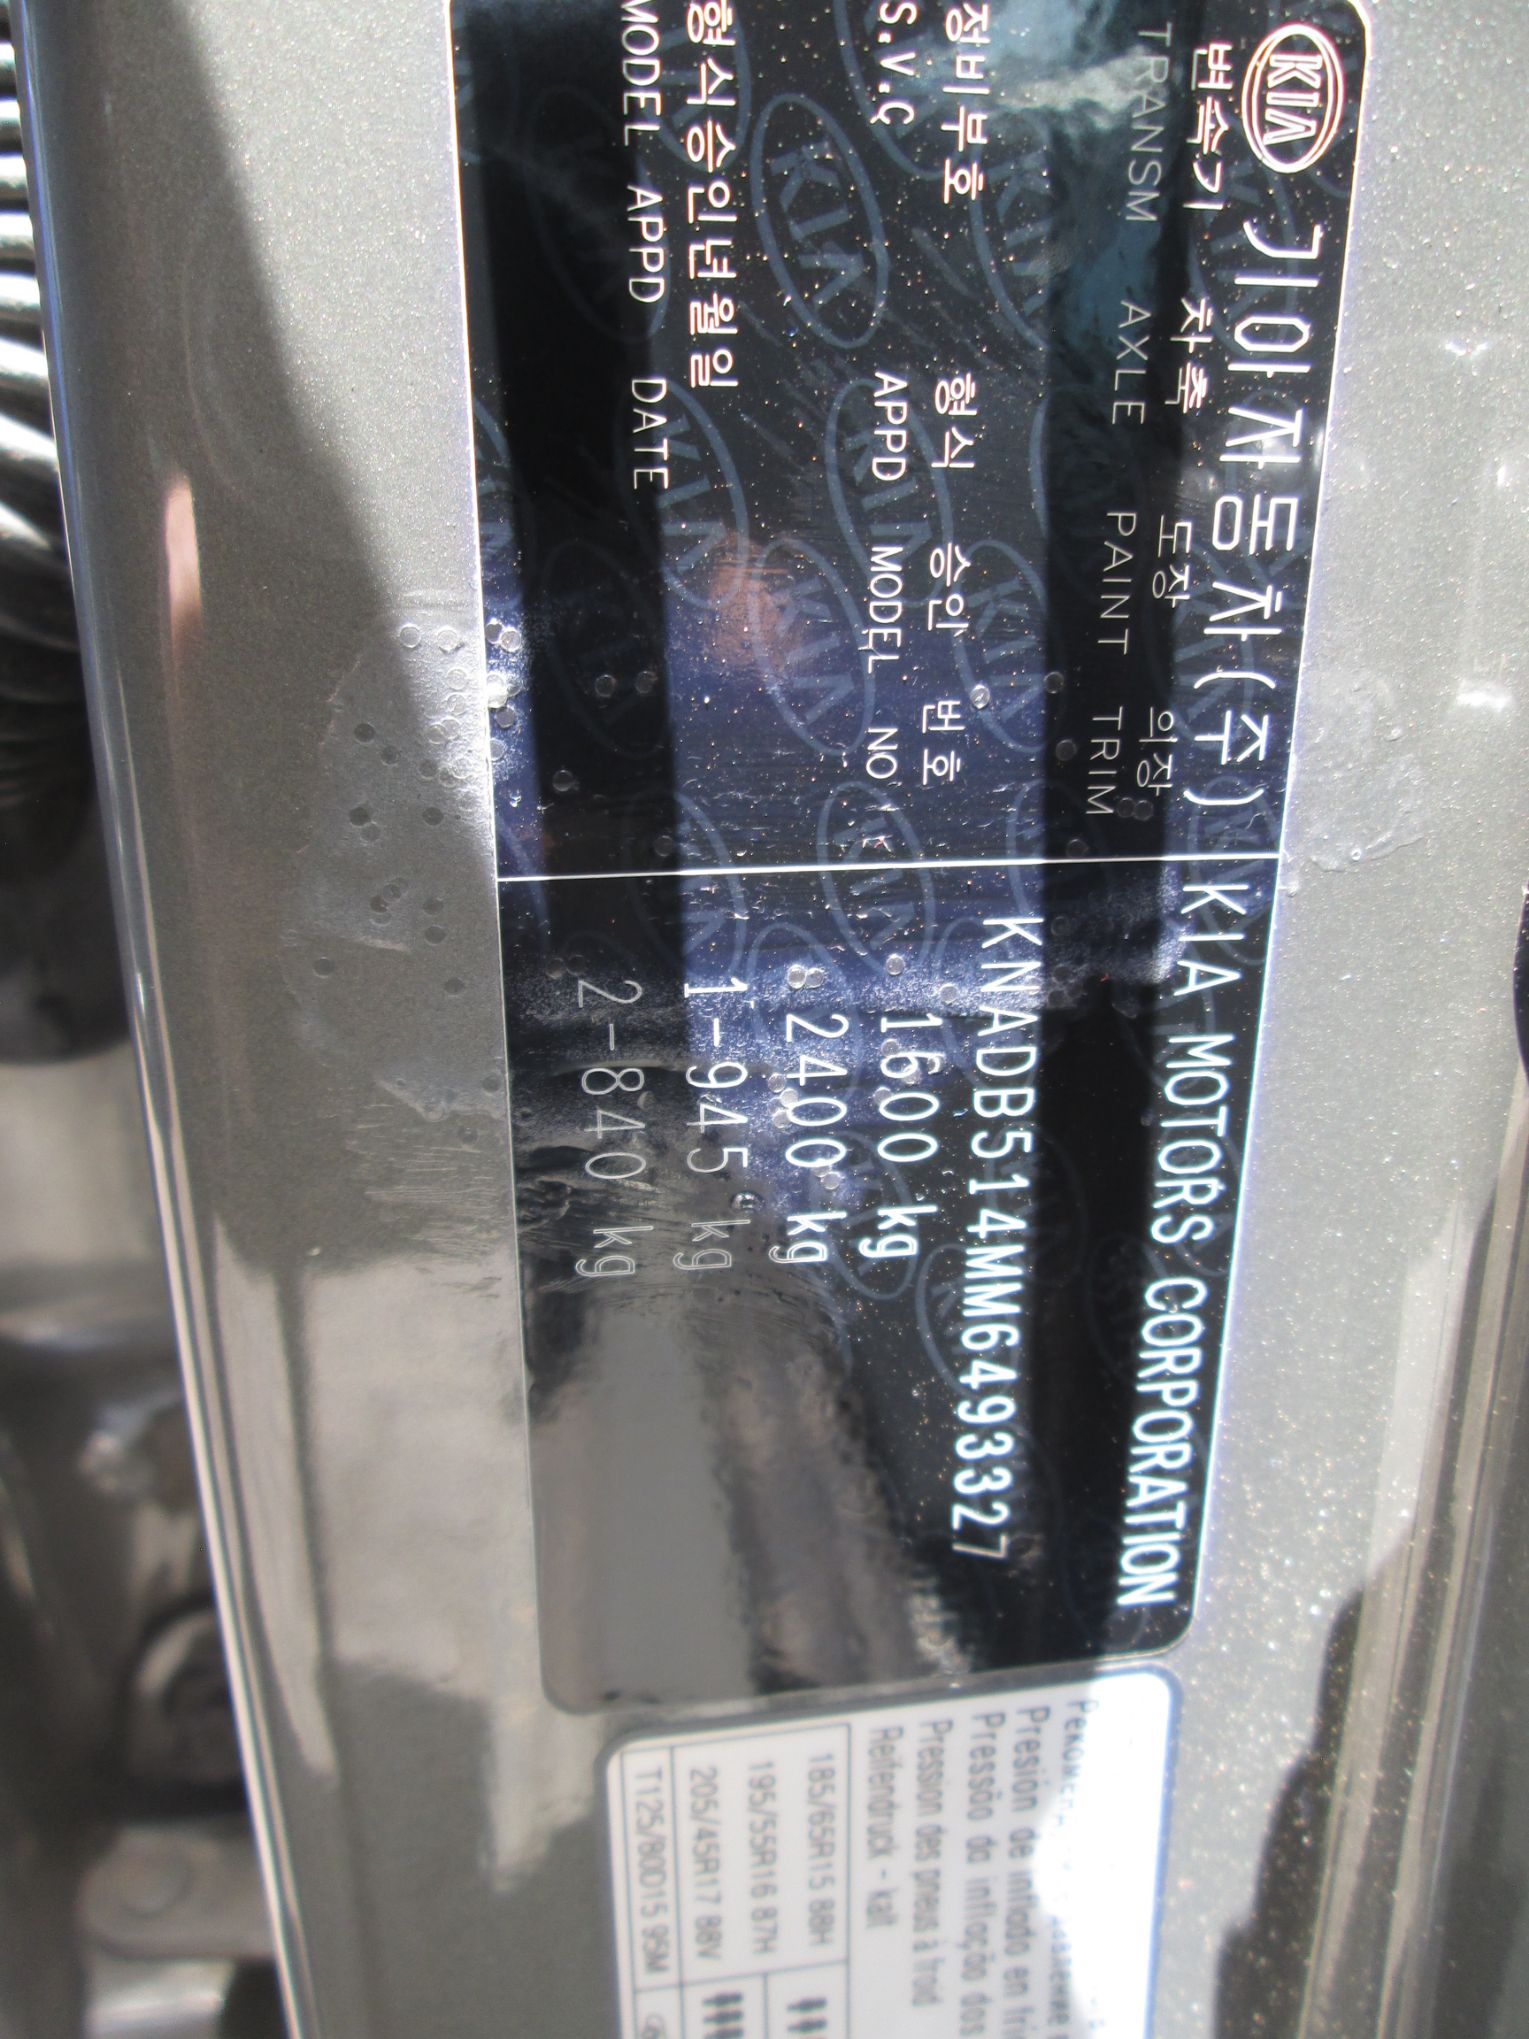 KIA 기아자동차(주) KIA MOTORS CORPORATION
변속기 차축 도장 의장
TRANSM AXLE PAINT TRIM
KNADB514MM6493327
정비부호 형식 승인 번호
S.V.C APPD MODEL NO
1600 kg
2400 kg
형식승인년월일
1-945 kg
MODEL APPD DATE
2-840 kg
Presión de inflado en
Pressão da inflação dos
Pression des pneus à froid
Reifendruck - kalt
185/65R15 88H
195/55R16 87H
205/45R17 88V
T125/80D15 95M